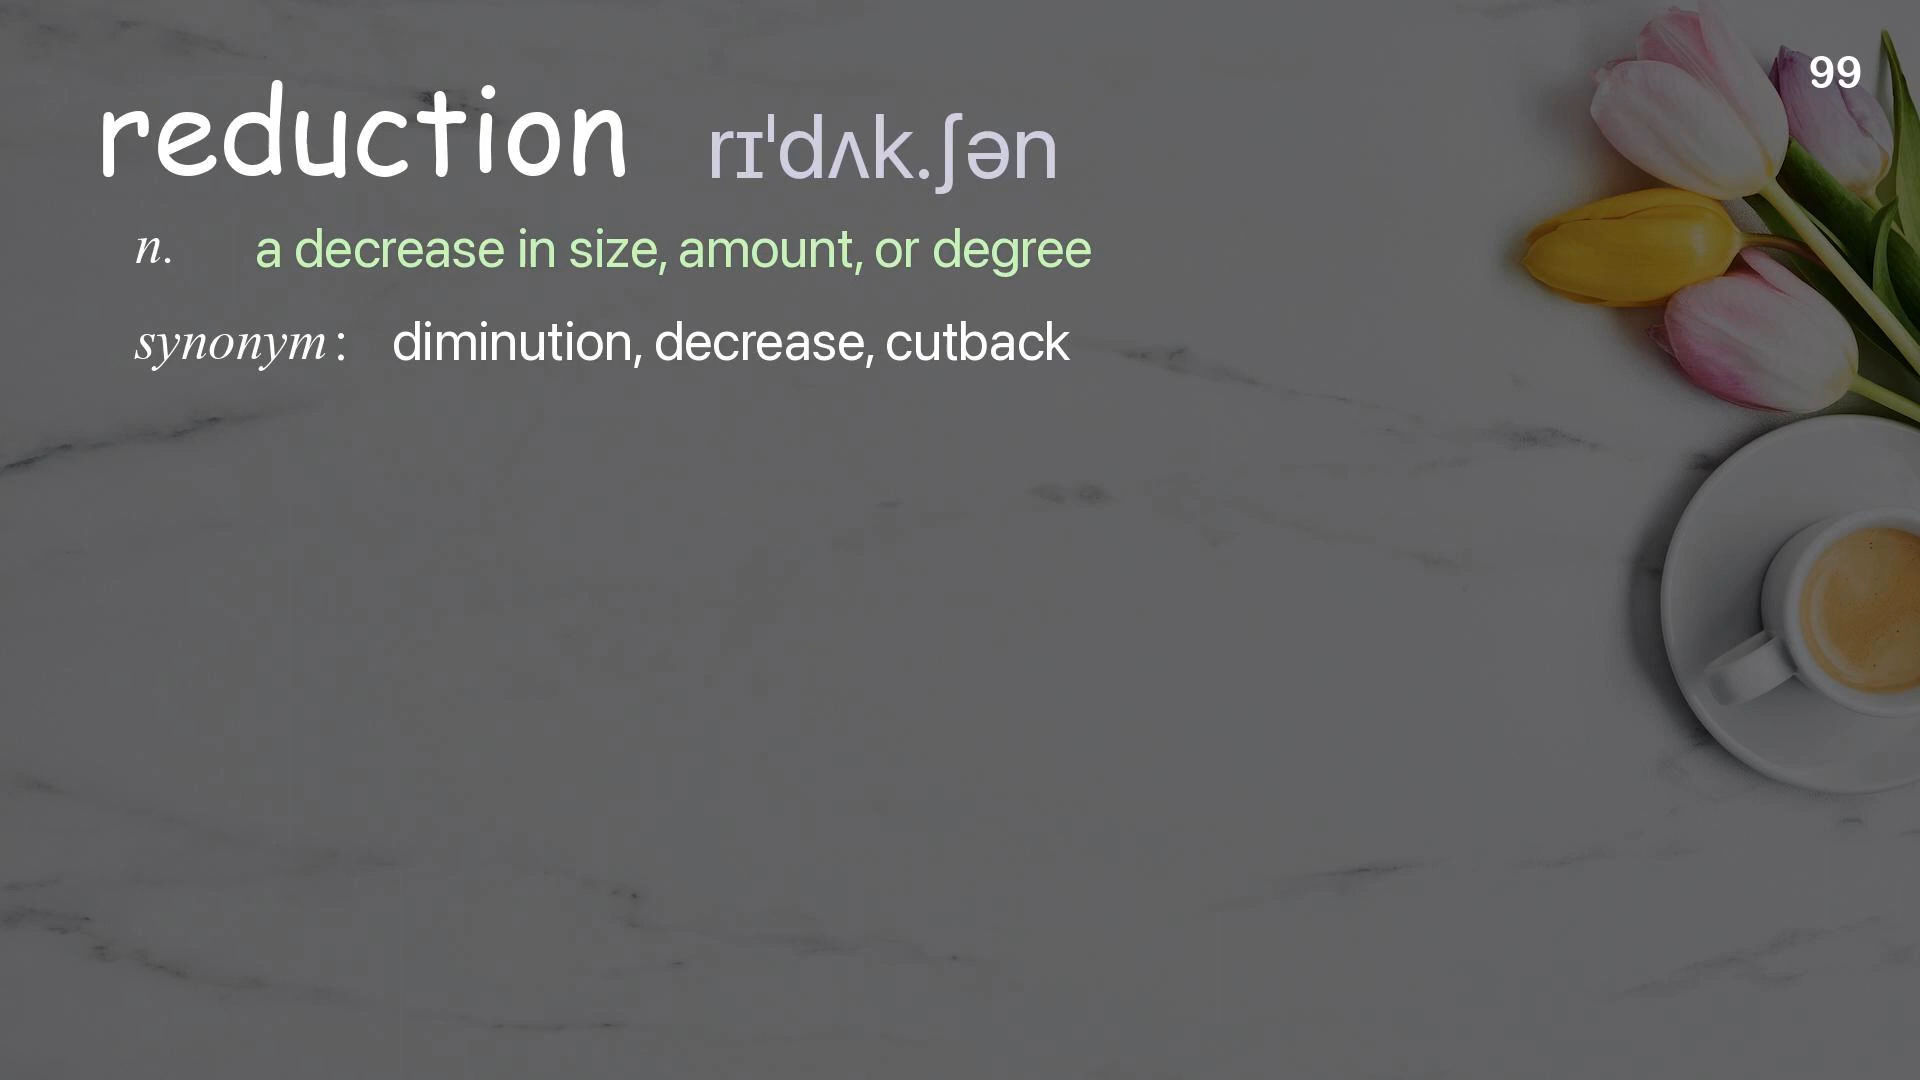 99
reduction rɪˈdʌk.ʃən
n. a decrease in size, amount, or degree
synonym : diminution, decrease, cutback